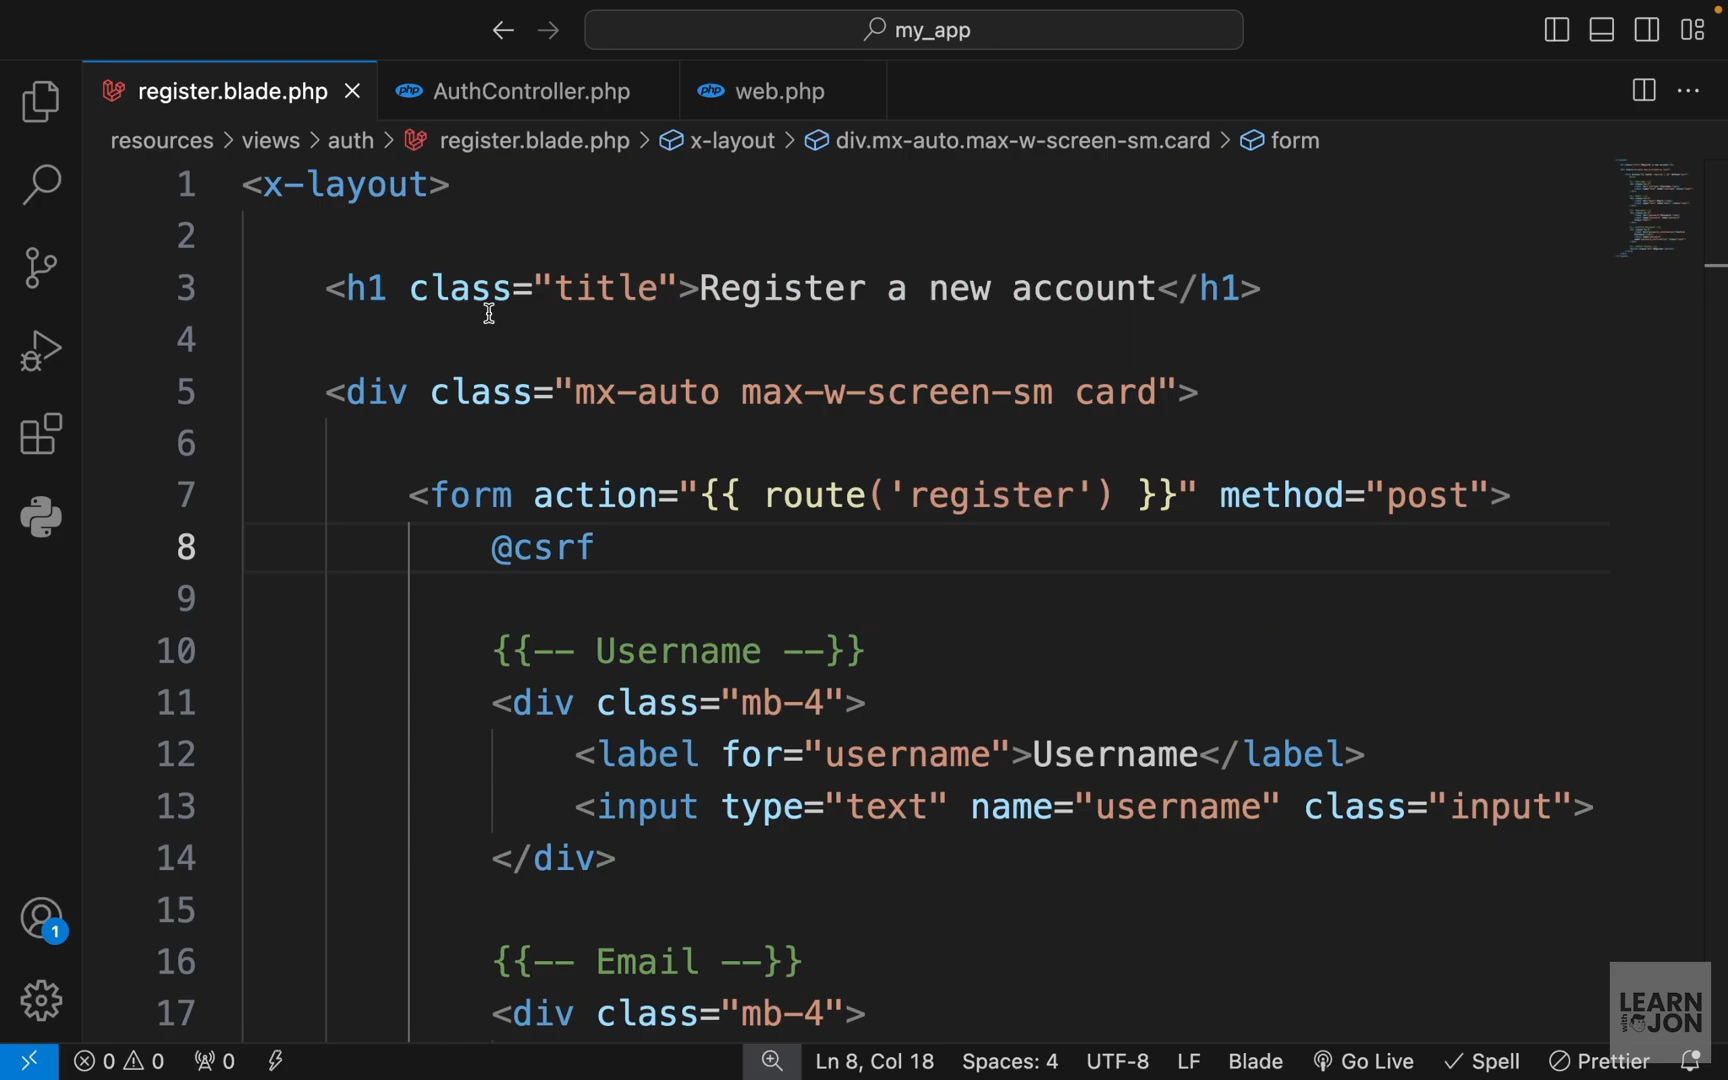 my_app
register.blade.php
AuthController.php
web.php
resources > views > auth > register.blade.php > x-layout > div.mx-auto.max-w-screen-sm.card > form
1 <x-layout>
2
3 <h1 class="title">Register a new account</h1>
4
5 <div class="mx-auto max-w-screen-sm card">
6
7 <form action="{{ route('register') }}" method="post">
8 @csrf
9
10 {{-- Username --}}
11 <div class="mb-4">
12 <label for="username">Username</label>
13 <input type="text" name="username" class="input">
14 </div>
15
16 {{-- Email --}}
17 <div class="mb-4">
1
0 0 0 Ln 8, Col 18 Spaces: 4 UTF-8 LF Blade Go Live Spell Prettier
LEARN
with JON